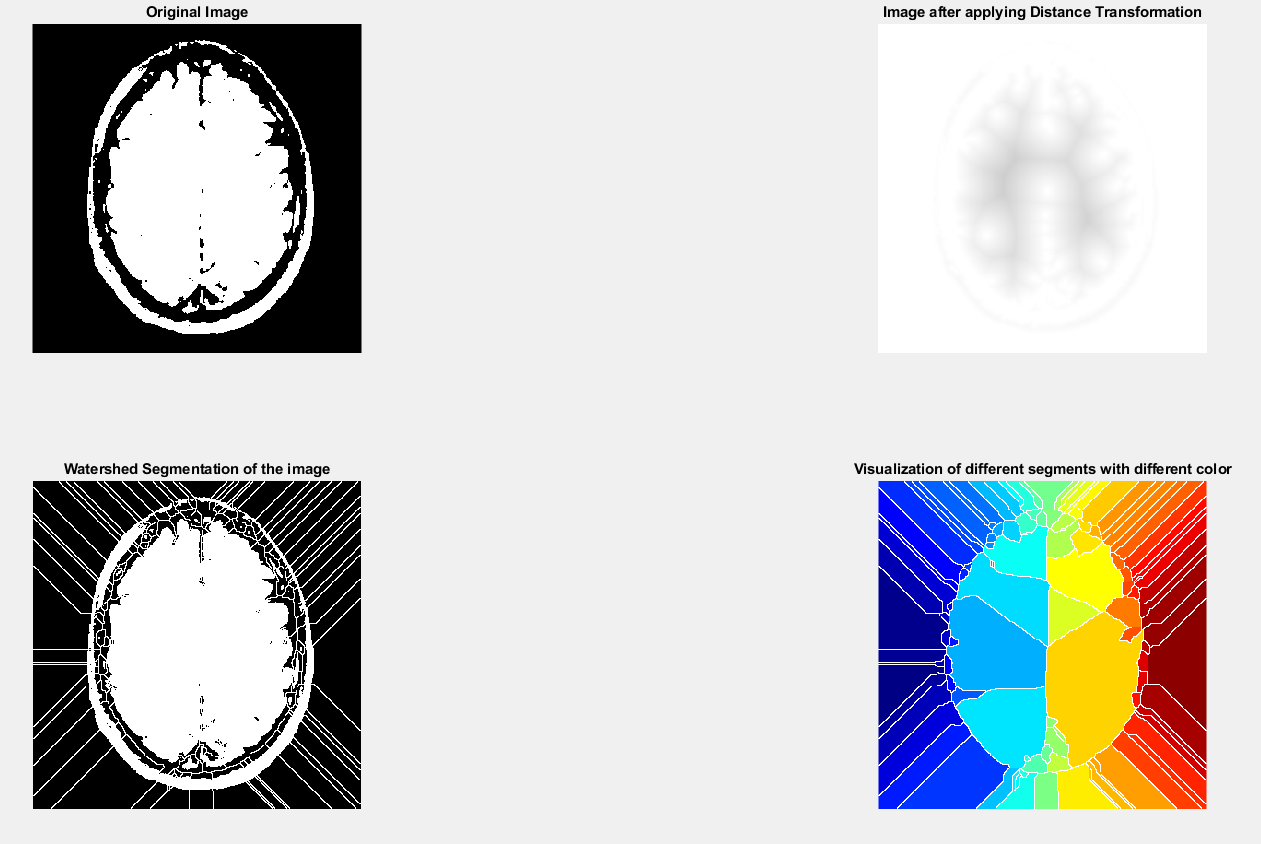 Original Image
Image after applying Distance Transformation
Watershed Segmentation of the image
Visualization of different segments with different color